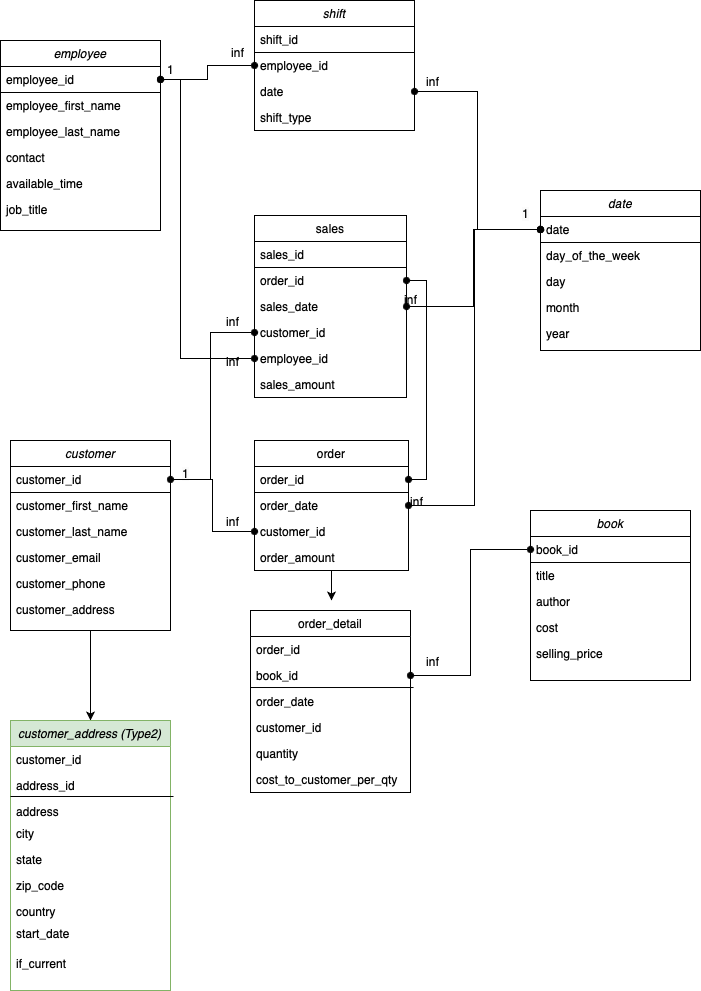 shift
shift_id
employee_id
date
shift_type
inf
inf
employee
employee_id
employee_first_name
employee_last_name
contact
available_time
job_title
1
date
date
day_of_the_week
day
month
year
1
sales
sales_id
order_id
sales_date
customer_id
employee_id
sales_amount
inf
inf
inf
customer
customer_id
customer_first_name
customer_last_name
customer_email
customer_phone
customer_address
1
order
order_id
order_date
customer_id
order_amount
inf
inf
book
book_id
title
author
cost
selling_price
order_detail
order_id
book_id
order_date
customer_id
quantity
cost_to_customer_per_qty
inf
customer_address (Type2)
customer_id
address_id
address
city
state
zip_code
country
start_date
if_current